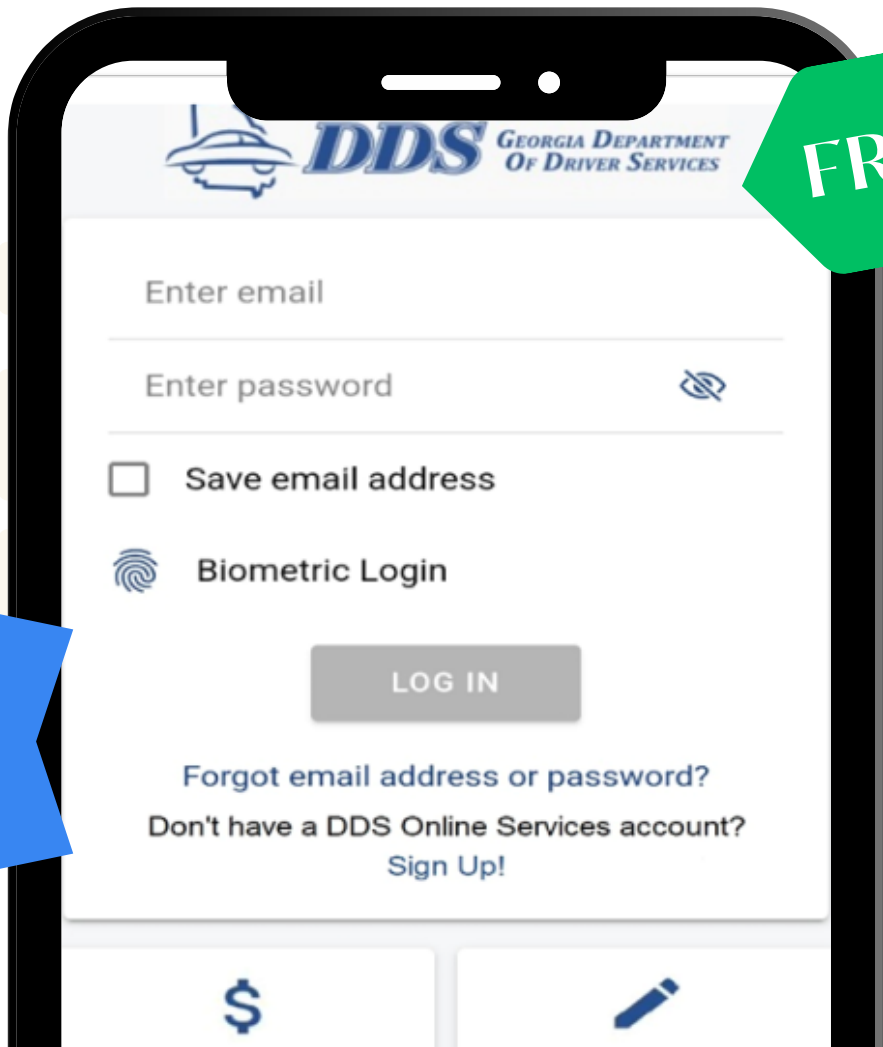 DDS
GEORGIA DEPARTMENT
OF DRIVER SERVICES
FR
Enter email
Enter password
Save email address
Biometric Login
LOG IN
Forgot email address or password?
Don't have a DDS Online Services account?
Sign Up!
$